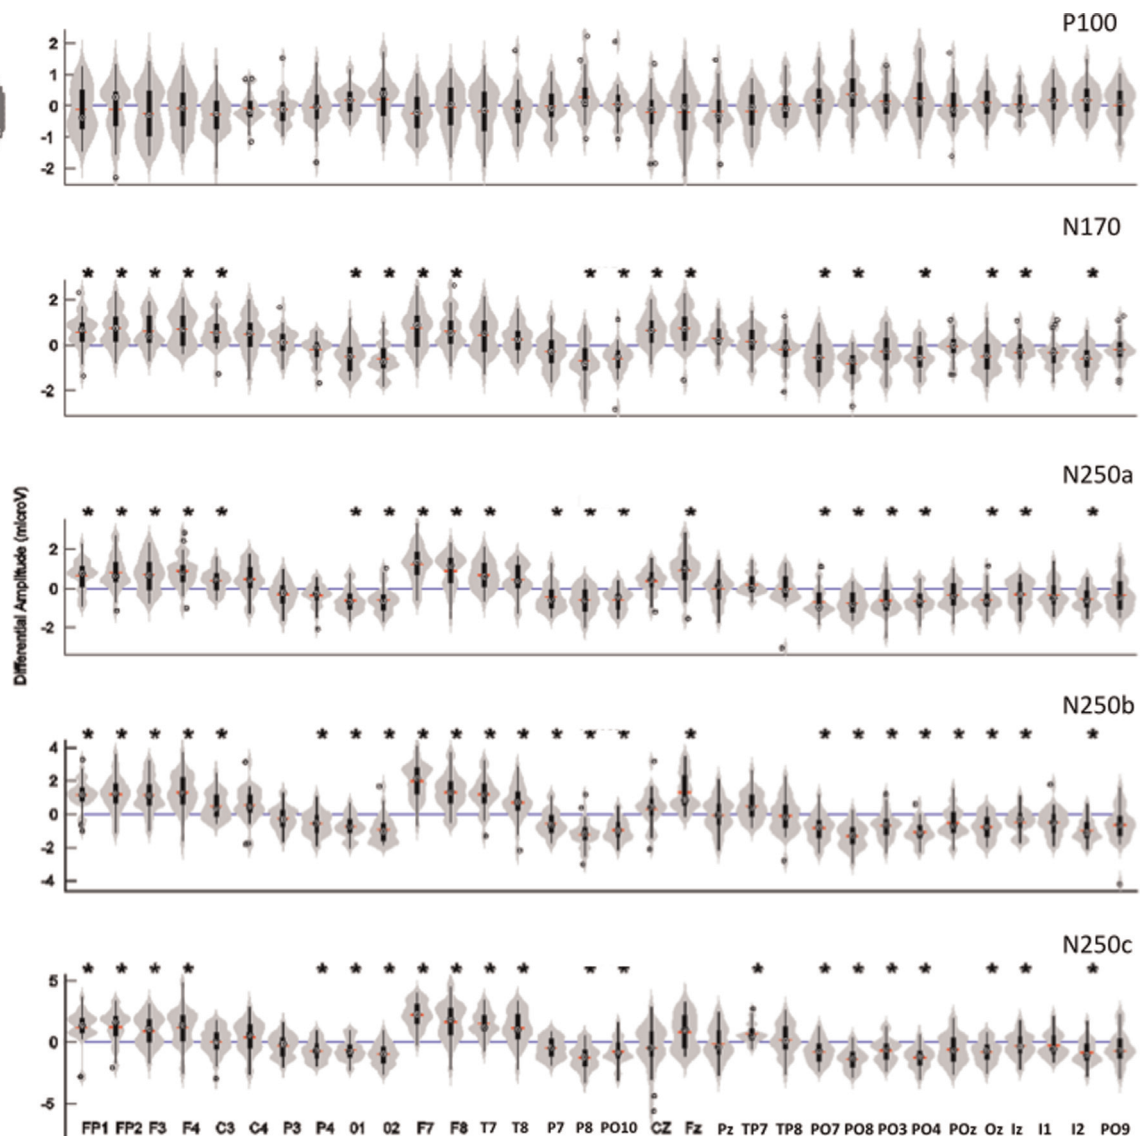 P100
2
1
0
-1
-2
N170
* * * * * * * * * * * * * * * * * * *
2
0
-2
N250a
* * * * * * * * * * * * * * * * * * * * *
2
0
-2
Differential Amplitude (microV)
N250b
* * * * * * * * * * * * * * * * * * * * * * * *
4
2
0
-2
-4
N250c
* * * * * * * * * * * * * * * * * * * * *
5
0
-5
FP1 FP2 F3 F4 C3 C4 P3 P4 01 02 F7 F8 T7 T8 P7 P8 PO10 CZ Fz Pz TP7 TP8 PO7 PO8 PO3 PO4 POz Oz Iz I1 I2 PO9